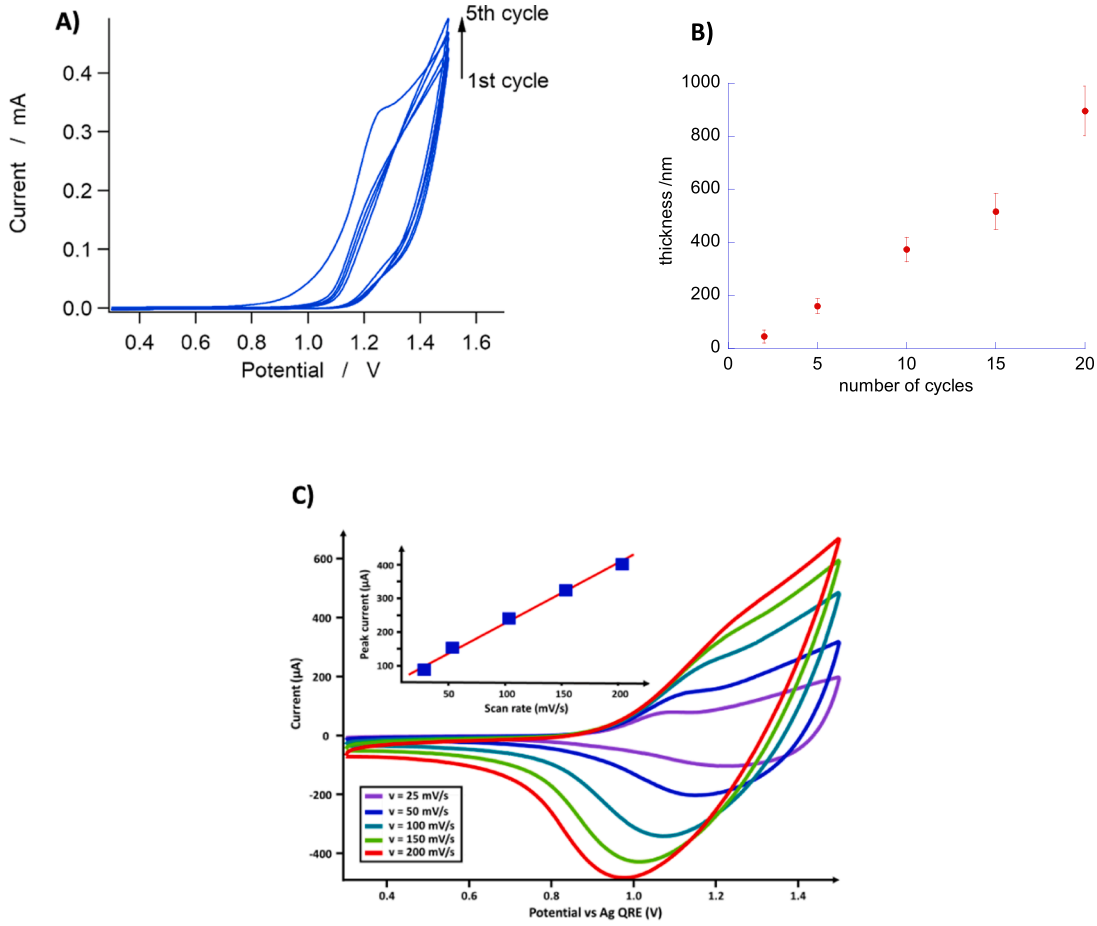 A)
5th cycle
1st cycle
0.4
0.3
0.2
0.1
0.0
Current / mA
0.4 0.6 0.8 1.0 1.2 1.4 1.6
Potential / V
B)
1000
800
600
400
200
0
thickness /nm
0 5 10 15 20
number of cycles
C)
600
400
200
0
-200
-400
Current (µA)
400
300
200
100
Peak current (µA)
50 100 150 200
Scan rate (mV/s)
v = 25 mV/s
v = 50 mV/s
v = 100 mV/s
v = 150 mV/s
v = 200 mV/s
0.4 0.6 0.8 1.0 1.2 1.4
Potential vs Ag QRE (V)